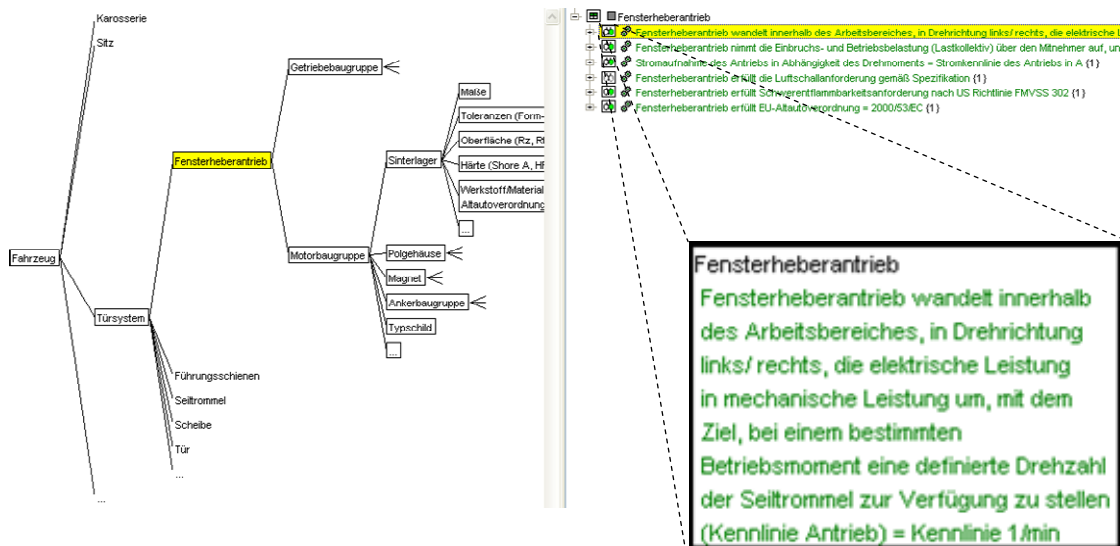 Karosserie
Sitz
Getriebebaugruppe
Maße
Toleranzen (Form-
Oberfläche (Rz, R
Fensterheberantrieb
Sinterlager
Härte (Shore A, HF
Werkstoff/Material
Altautoverordnung
...
Fahrzeug
Motorbaugruppe
Polgehäuse
Magnet
Ankerbaugruppe
Typschild
...
Türsystem
Führungsschienen
Seiltrommel
Scheibe
Tür
...
...
Fensterheberantrieb
Fensterheberantrieb wandelt innerhalb des Arbeitsbereiches, in Drehrichtung links/ rechts, die elektrische L
Fensterheberantrieb nimmt die Einbruchs- und Betriebsbelastung (Lastkollektiv) über den Mitnehmer auf, un
Stromaufnahme des Antriebs in Abhängigkeit des Drehmoments = Stromkennlinie des Antriebs in A {1}
Fensterheberantrieb erfüllt die Luftschallanforderung gemäß Spezifikation {1}
Fensterheberantrieb erfüllt Schwerentflammbarkeitsanforderung nach US Richtlinie FMVSS 302 {1}
Fensterheberantrieb erfüllt EU-Altautoverordnung = 2000/53/EC {1}
Fensterheberantrieb
Fensterheberantrieb wandelt innerhalb
des Arbeitsbereiches, in Drehrichtung
links/ rechts, die elektrische Leistung
in mechanische Leistung um, mit dem
Ziel, bei einem bestimmten
Betriebsmoment eine definierte Drehzahl
der Seiltrommel zur Verfügung zu stellen
(Kennlinie Antrieb) = Kennlinie 1/min